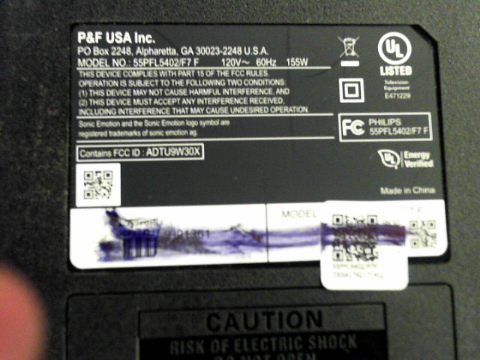 P&F USA Inc.
PO Box 2248, Alpharetta, GA 30023-2248 U.S.A.
MODEL NO.: 55PFL5402/F7 F 120V~ 60Hz 155W
THIS DEVICE COMPLIES WITH PART 15 OF THE FCC RULES.
OPERATION IS SUBJECT TO THE FOLLOWING TWO CONDITIONS:
(1) THIS DEVICE MAY NOT CAUSE HARMFUL INTERFERENCE, AND
(2) THIS DEVICE MUST ACCEPT ANY INTERFERENCE RECEIVED,
INCLUDING INTERFERENCE THAT MAY CAUSE UNDESIRED OPERATION.
Sonic Emotion and the Sonic Emotion logo symbol are
registered trademarks of sonic emotion ag.
Contains FCC ID : ADTU9W30X
UL
LISTED
Television
Equipment
E471229
FC PHILIPS
55PFL5402/F7 F
UL Energy
Verified
Made in China
MODEL
CAUTION
RISK OF ELECTRIC SHOCK
DO NOT OPEN